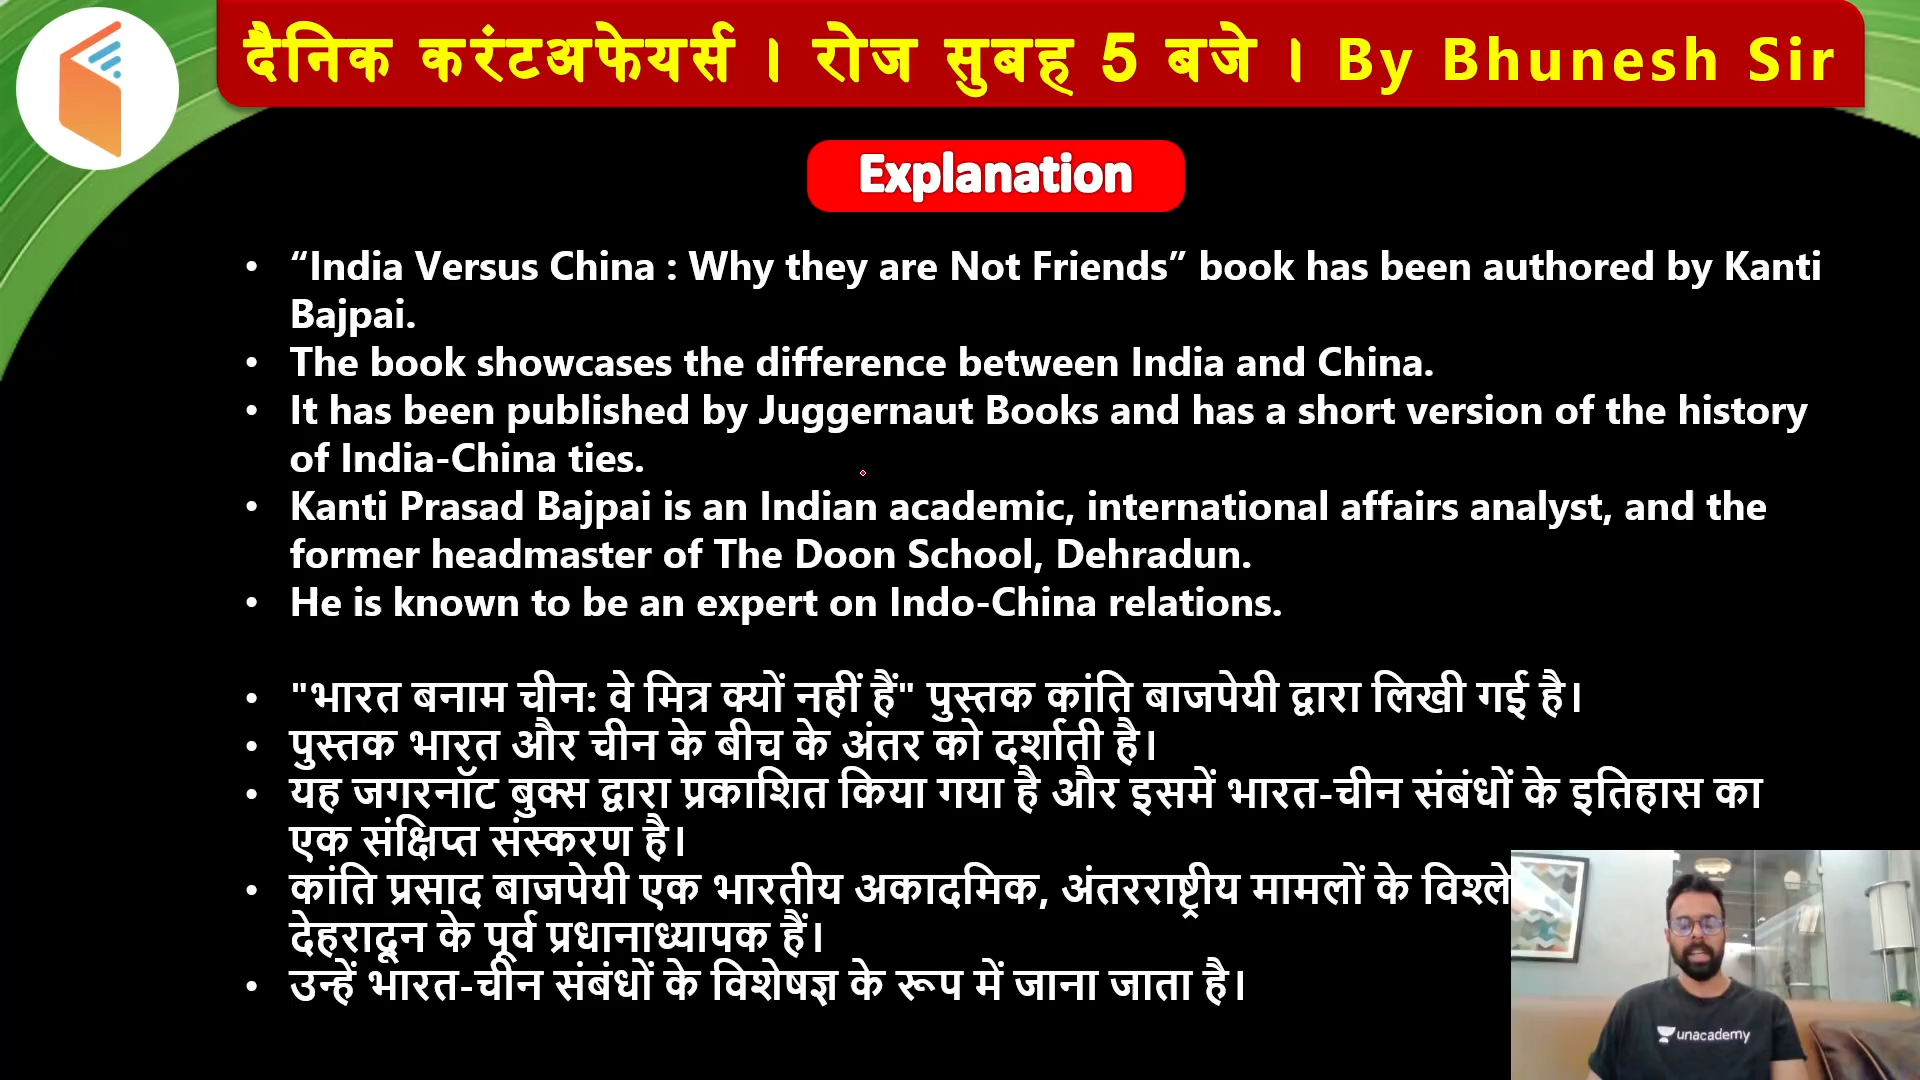 दैनिक करंटअफेयर्स । रोज सुबह 5 बजे । By Bhunesh Sir
Explanation
• “India Versus China : Why they are Not Friends” book has been authored by Kanti
Bajpai.
• The book showcases the difference between India and China.
• It has been published by Juggernaut Books and has a short version of the history
of India-China ties.
• Kanti Prasad Bajpai is an Indian academic, international affairs analyst, and the
former headmaster of The Doon School, Dehradun.
• He is known to be an expert on Indo-China relations.
• "भारत बनाम चीन: वे मित्र क्यों नहीं हैं" पुस्तक कांति बाजपेयी द्वारा लिखी गई है।
• पुस्तक भारत और चीन के बीच के अंतर को दर्शाती है।
• यह जगरनॉट बुक्स द्वारा प्रकाशित किया गया है और इसमें भारत-चीन संबंधों के इतिहास का
एक संक्षिप्त संस्करण है।
• कांति प्रसाद बाजपेयी एक भारतीय अकादमिक, अंतरराष्ट्रीय मामलों के
देहरादून के पूर्व प्रधानाध्यापक हैं।
• उन्हें भारत-चीन संबंधों के विशेषज्ञ के रूप में जाना जाता है।
unacademy